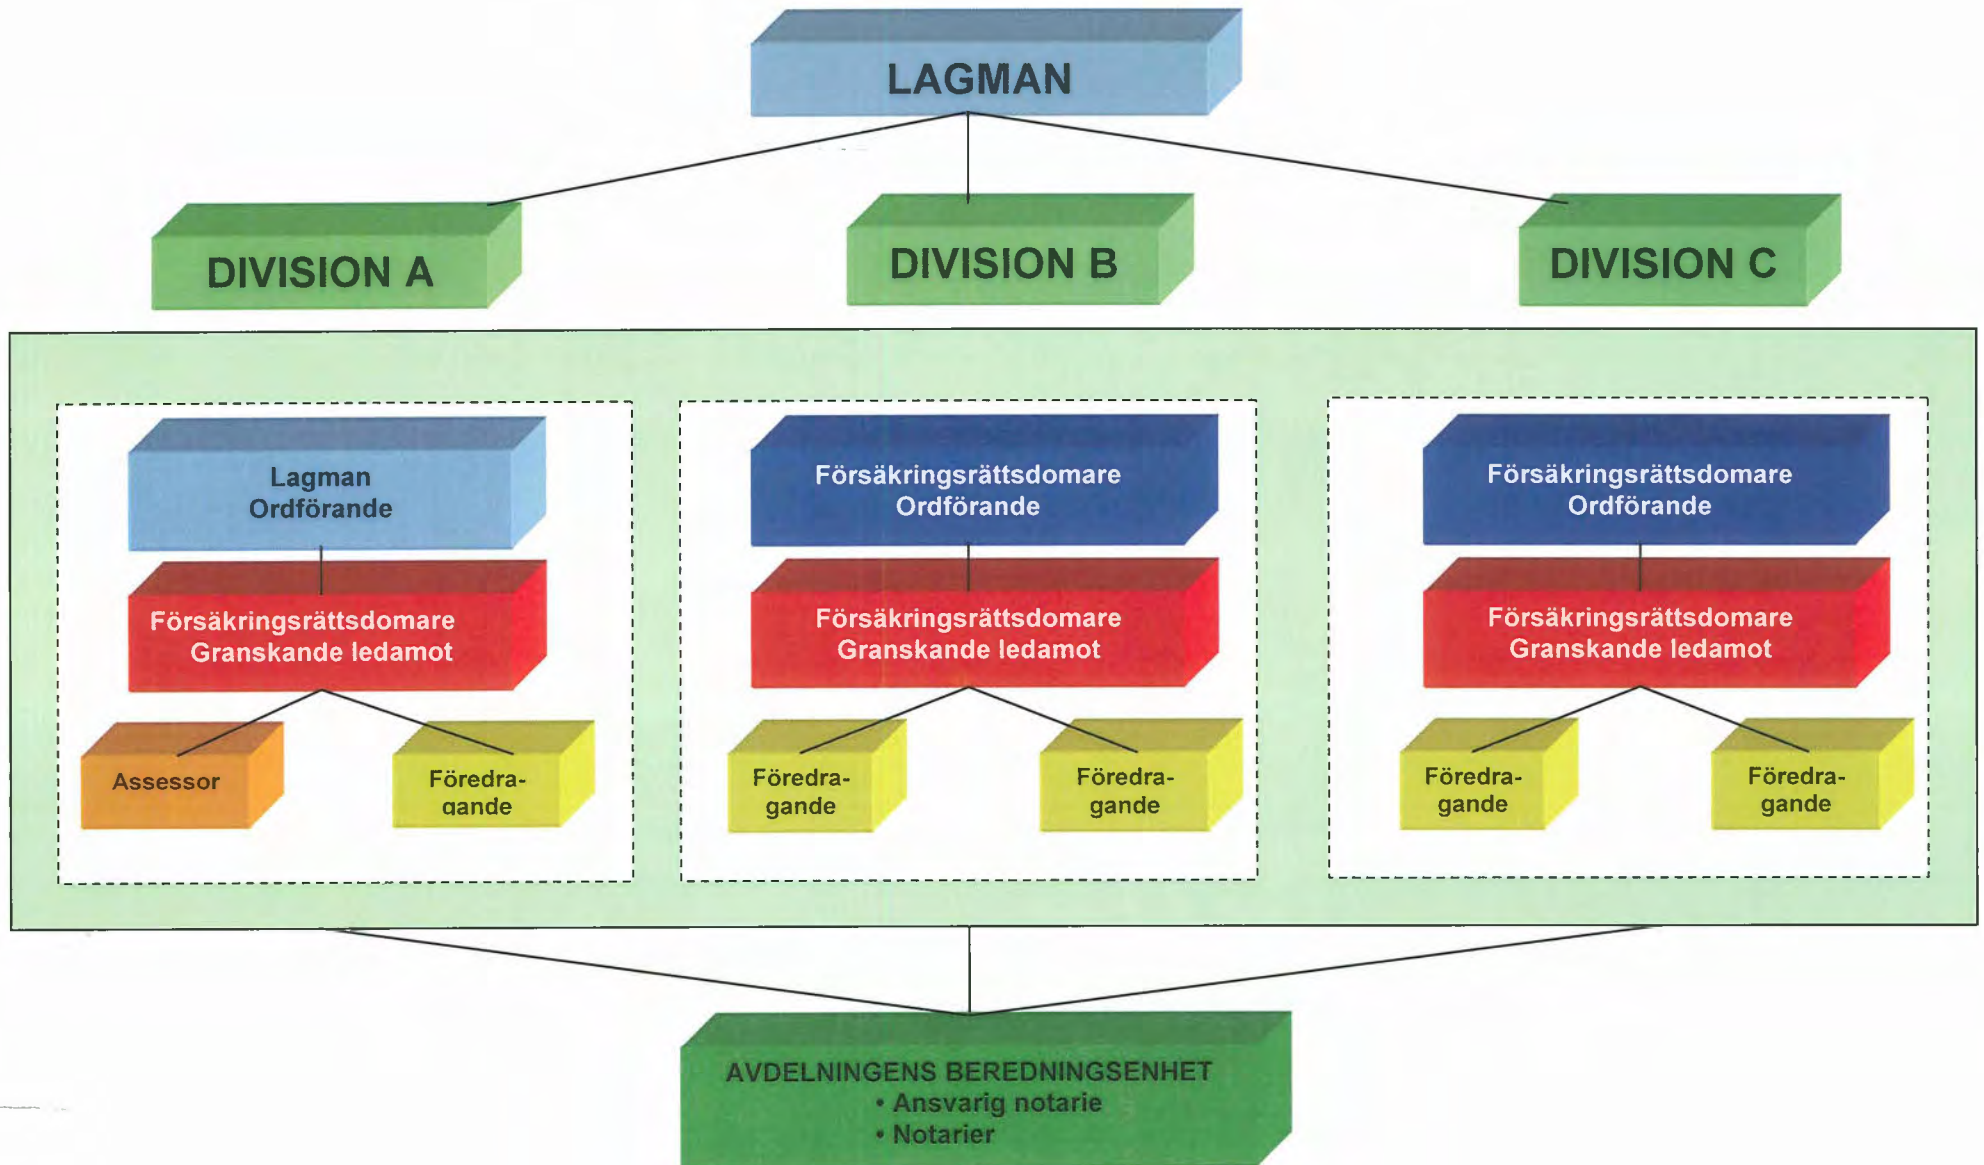 LAGMAN
DIVISION A
DIVISION B
DIVISION C
Lagman
Ordförande
Försäkringsrättsdomare
Granskande ledamot
Assessor
Föredra-
gande
Försäkringsrättsdomare
Ordförande
Försäkringsrättsdomare
Granskande ledamot
Föredra-
gande
Föredra-
gande
Försäkringsrättsdomare
Ordförande
Försäkringsrättsdomare
Granskande ledamot
Föredra-
gande
Föredra-
gande
AVDELNINGENS BEREDNINGSENHET
• Ansvarig notarie
• Notarier